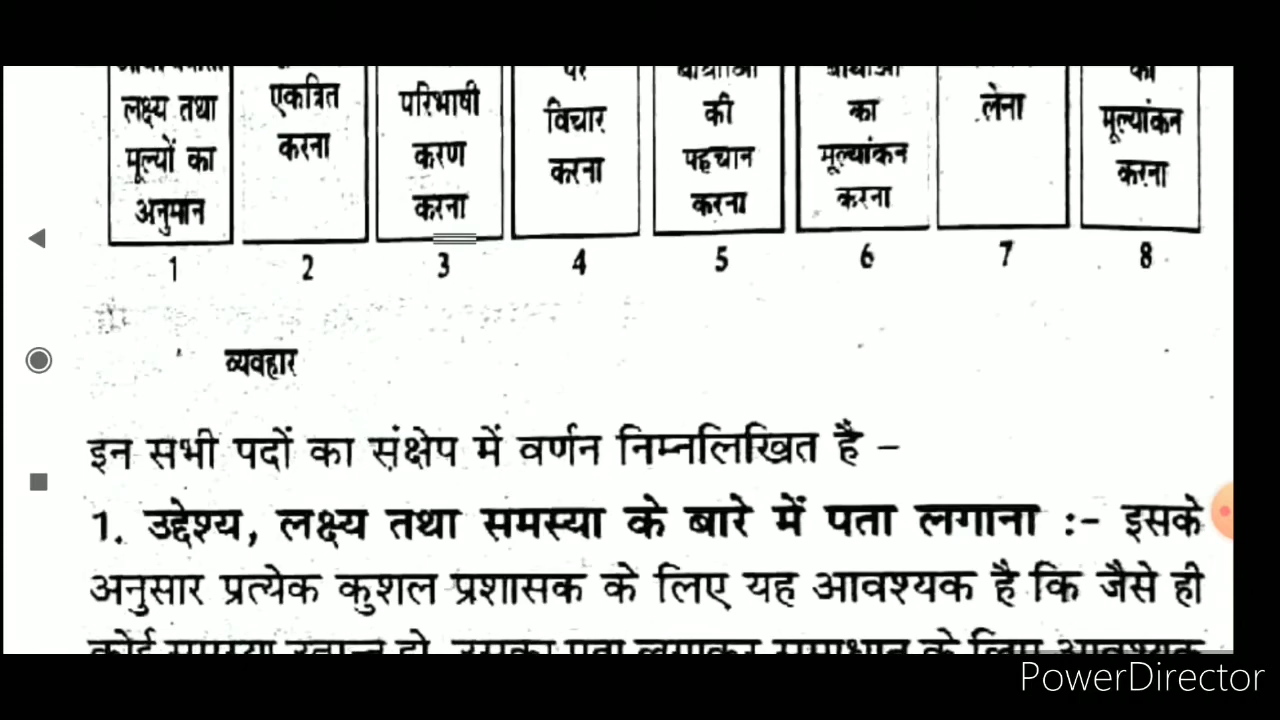 लक्ष्य तथा
मूल्यों का
अनुमान
एकत्रित
करना
परिभाषी
करण
करना
पर
विचार
करना
की
पहचान
करना
का
मूल्यांकन
करना
लेना
का
मूल्यांकन
करना
1 2 3 4 5 6 7 8
व्यवहार
इन सभी पदों का संक्षेप में वर्णन निम्नलिखित है –
1. उद्देश्य, लक्ष्य तथा समस्या के बारे में पता लगाना :- इसके
अनुसार प्रत्येक कुशल प्रशासक के लिए यह आवश्यक है कि जैसे ही
PowerDirector